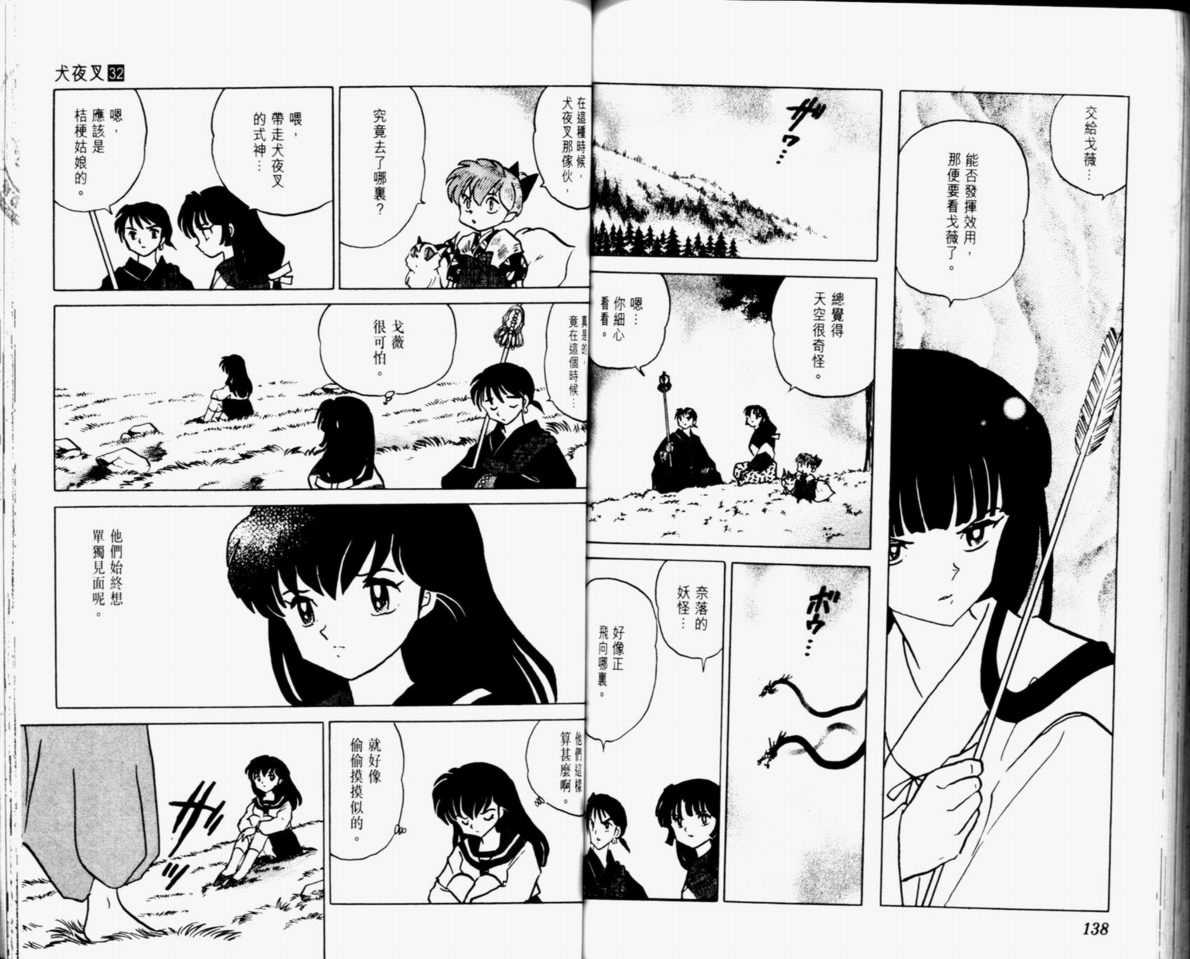 交給戈薇…
能否發揮效用，
那便要看戈薇了。
ザワ…
總覺得
天空很奇怪。
嗯…
你細心
看看。
ボウ…
奈落的
妖怪…
好像正
飛向哪裏。
138
犬夜叉32
在這種時候，
犬夜叉那傢伙，
究竟去了哪裏？
喂，
帶走犬夜叉
的式神…
嗯，
應該是
桔梗姑娘的。
真是的，
竟在這個時候…
戈薇
很可怕。
他們始終想
單獨見面呢。
他們這樣
算甚麼啊。
就好像
偷偷摸摸似的。